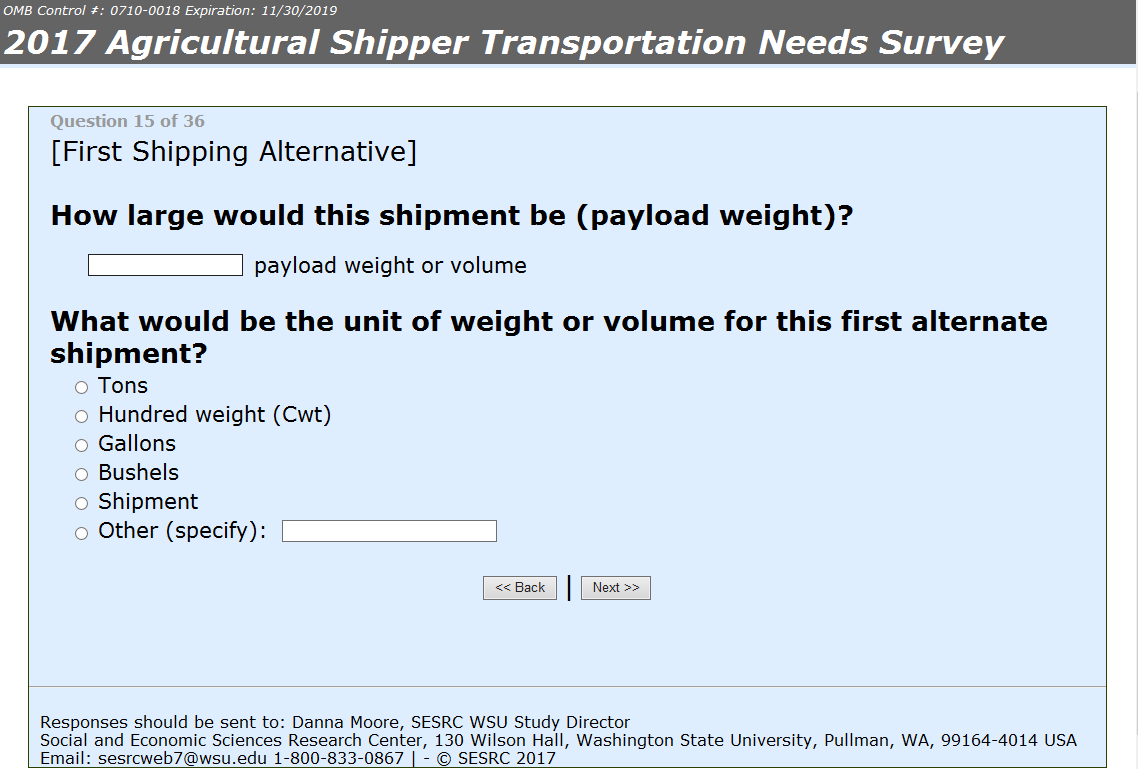 OMB Control #: 0710-0018 Expiration: 11/30/2019
2017 Agricultural Shipper Transportation Needs Survey
Question 15 of 36
[First Shipping Alternative]
How large would this shipment be (payload weight)?
payload weight or volume
What would be the unit of weight or volume for this first alternate
shipment?
Tons
Hundred weight (Cwt)
Gallons
Bushels
Shipment
Other (specify):
<< Back | Next >>
Responses should be sent to: Danna Moore, SESRC WSU Study Director
Social and Economic Sciences Research Center, 130 Wilson Hall, Washington State University, Pullman, WA, 99164-4014 USA
Email: sesrcweb7@wsu.edu 1-800-833-0867 | - © SESRC 2017